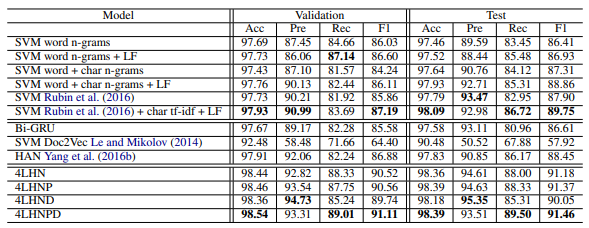 Model Validation Test
Acc Pre Rec F1 Acc Pre Rec F1
SVM word n-grams 97.69 87.45 84.66 86.03 97.46 89.59 83.45 86.41
SVM word n-grams + LF 97.73 86.06 87.14 86.60 97.52 88.44 85.48 86.93
SVM word + char n-grams 97.43 87.10 81.57 84.24 97.64 90.76 84.12 87.31
SVM word + char n-grams + LF 97.76 90.13 82.44 86.11 97.93 92.71 85.31 88.86
SVM Rubin et al. (2016) 97.73 90.21 81.92 85.86 97.79 93.47 82.95 87.90
SVM Rubin et al. (2016) + char tf-idf + LF 97.93 90.99 83.69 87.19 98.09 92.98 86.72 89.75
Bi-GRU 97.67 89.17 82.28 85.58 97.58 93.11 80.96 86.61
SVM Doc2Vec Le and Mikolov (2014) 92.48 58.48 71.66 64.40 90.48 50.52 67.88 57.92
HAN Yang et al. (2016b) 97.91 92.06 82.24 86.88 97.83 90.85 86.17 88.45
4LHN 98.44 92.82 88.33 90.52 98.36 94.61 88.00 91.18
4LHNP 98.46 93.54 87.75 90.56 98.39 94.63 88.33 91.37
4LHND 98.36 94.73 85.24 89.74 98.18 95.35 85.31 90.05
4LHNPD 98.54 93.31 89.01 91.11 98.39 93.51 89.50 91.46